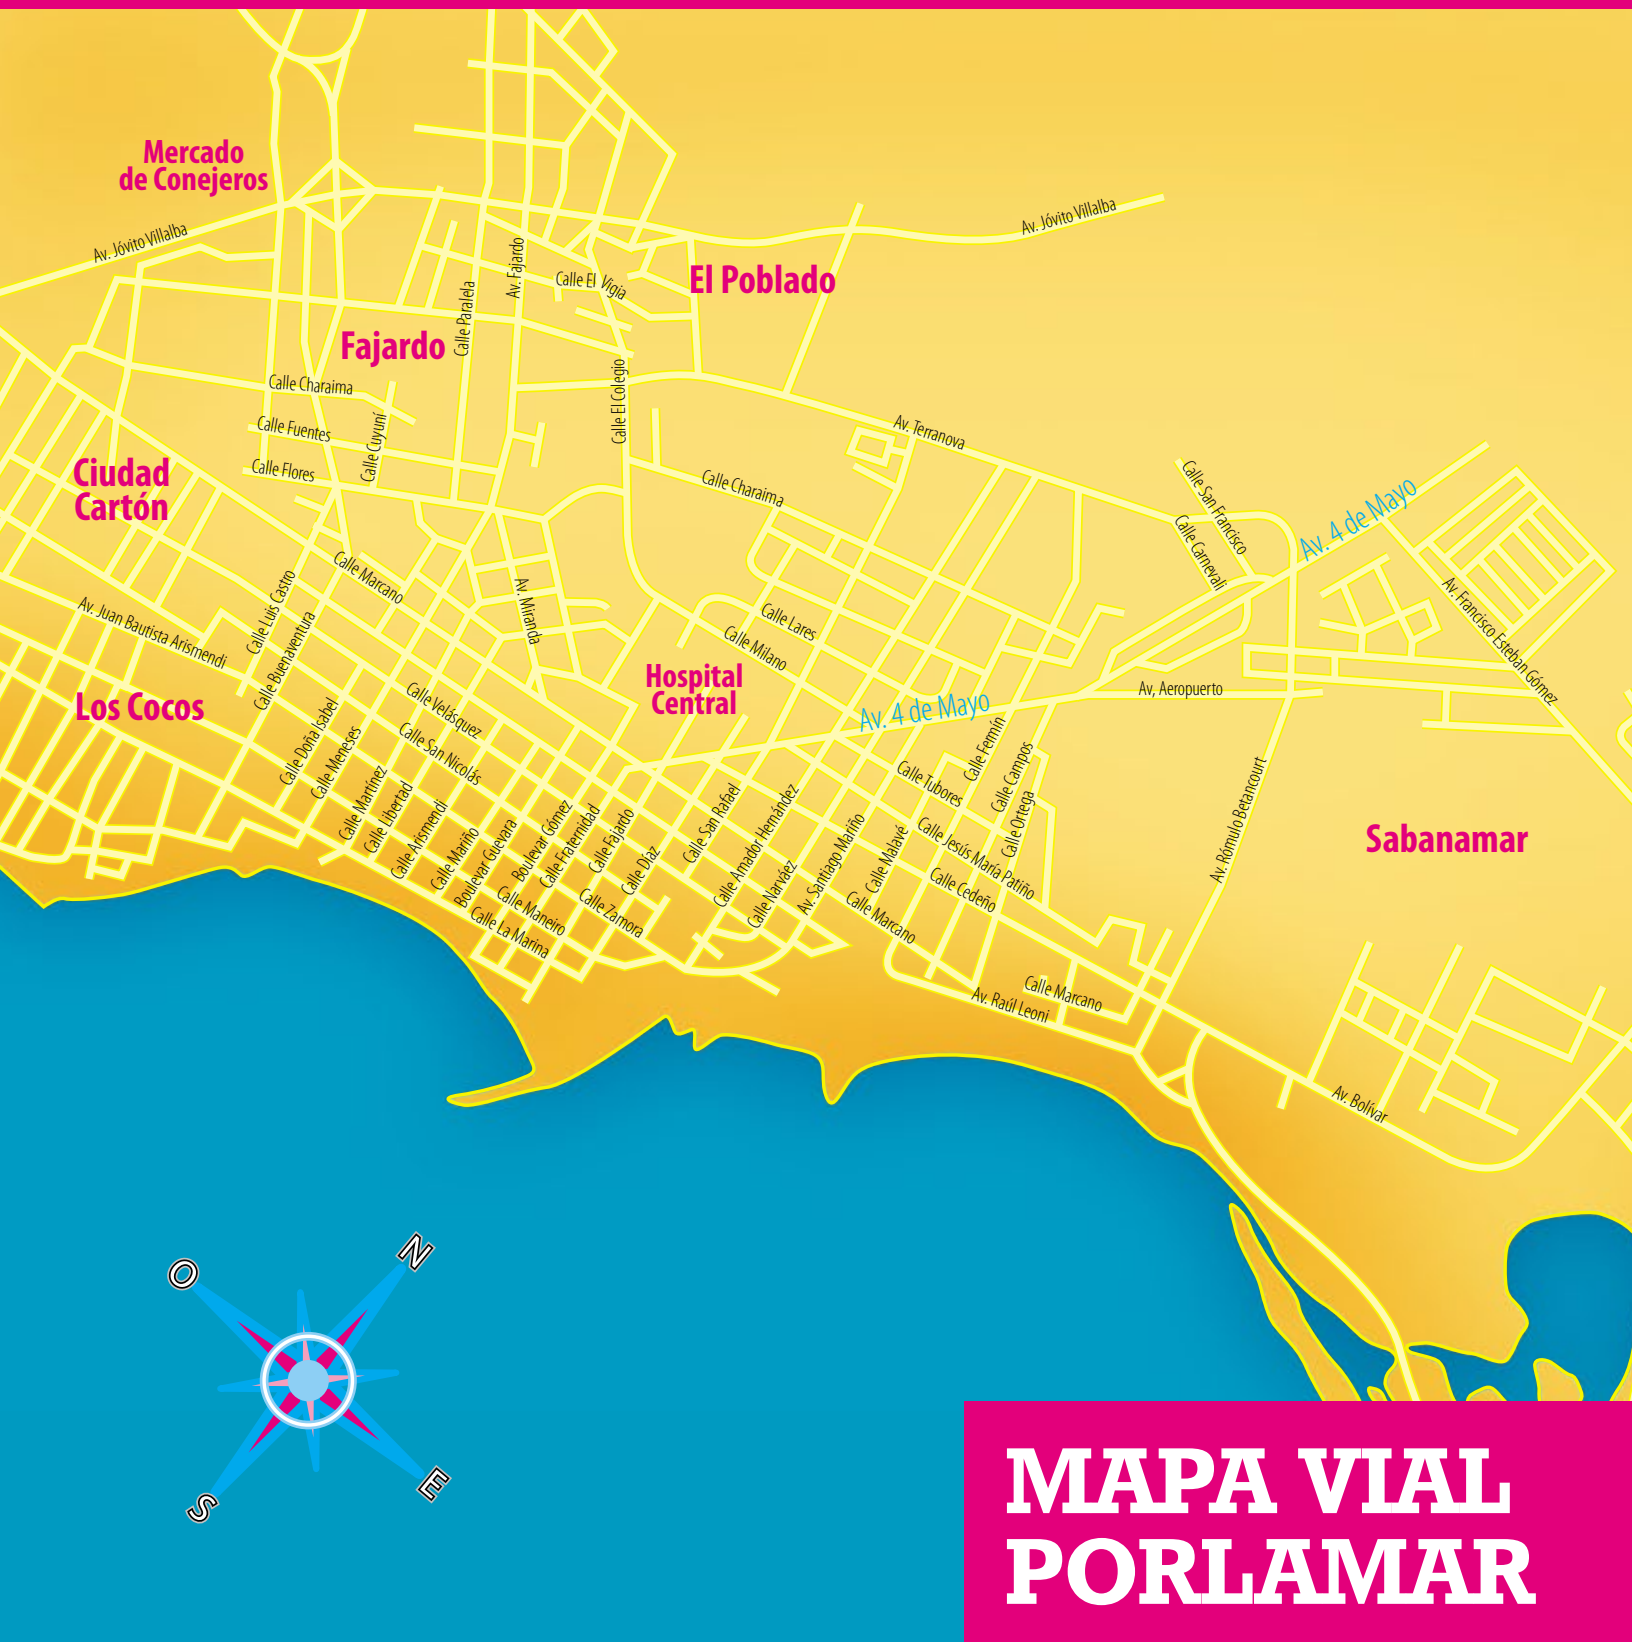 Mercado
de Conejeros
Av. Jóvito Villalba
Av. Jóvito Villalba
El Poblado
Av. Fajardo
Calle El Vigia
Calle Paralela
Fajardo
Calle El Colegio
Calle Charaima
Calle Fuentes
Calle Cuyuní
Calle Flores
Ciudad
Cartón
Av. Terranova
Calle Charaima
Calle San Francisco
Calle Carnevali
Av. 4 de Mayo
Av. Francisco Esteban Gómez
Calle Marcano
Av. Miranda
Calle Luis Castro
Calle Buenaventura
Av. Juan Bautista Arismendi
Calle Lares
Calle Milano
Hospital
Central
Los Cocos
Av. 4 de Mayo
Av, Aeropuerto
Calle Velásquez
Calle San Nicolás
Calle Doña Isabel
Calle Meneses
Calle Martínez
Calle Libertad
Calle Arismendi
Calle Mariño
Boulevar Guevara
Boulevar Gómez
Calle Fraternidad
Calle Fajardo
Calle Díaz
Calle San Rafael
Calle Amador Hernández
Calle Narváez
Av. Santiago Mariño
Calle Malavé
Calle Tubores
Calle Fermín
Calle Campos
Calle Ortega
Calle Jesús María Patiño
Calle Cedeño
Calle Marcano
Av. Rómulo Betancourt
Sabanamar
Calle Maneiro
Calle Zamora
Calle La Marina
Calle Marcano
Av. Raúl Leoni
Av. Bolívar
N
O
E
S
MAPA VIAL
PORLAMAR